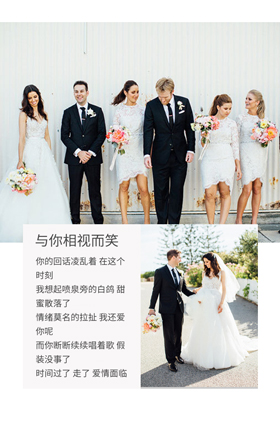 与你相视而笑
你的回话凌乱着 在这个
时刻
我想起喷泉旁的白鸽 甜
蜜散落了
情绪莫名的拉扯 我还爱
你呢
而你断断续续唱着歌 假
装没事了
时间过了 走了 爱情面临